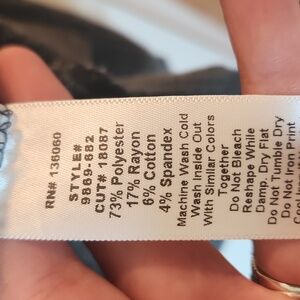 RN# 136060
STYLE#
9869-682
CUT# 18087
73% Polyester
17% Rayon
6% Cotton
4% Spandex
Machine Wash Cold
Wash Inside Out
With Similar Colors
Together
Do Not Bleach
Reshape While
Damp, Dry Flat
Do Not Tumble Dry
Do Not Iron Print